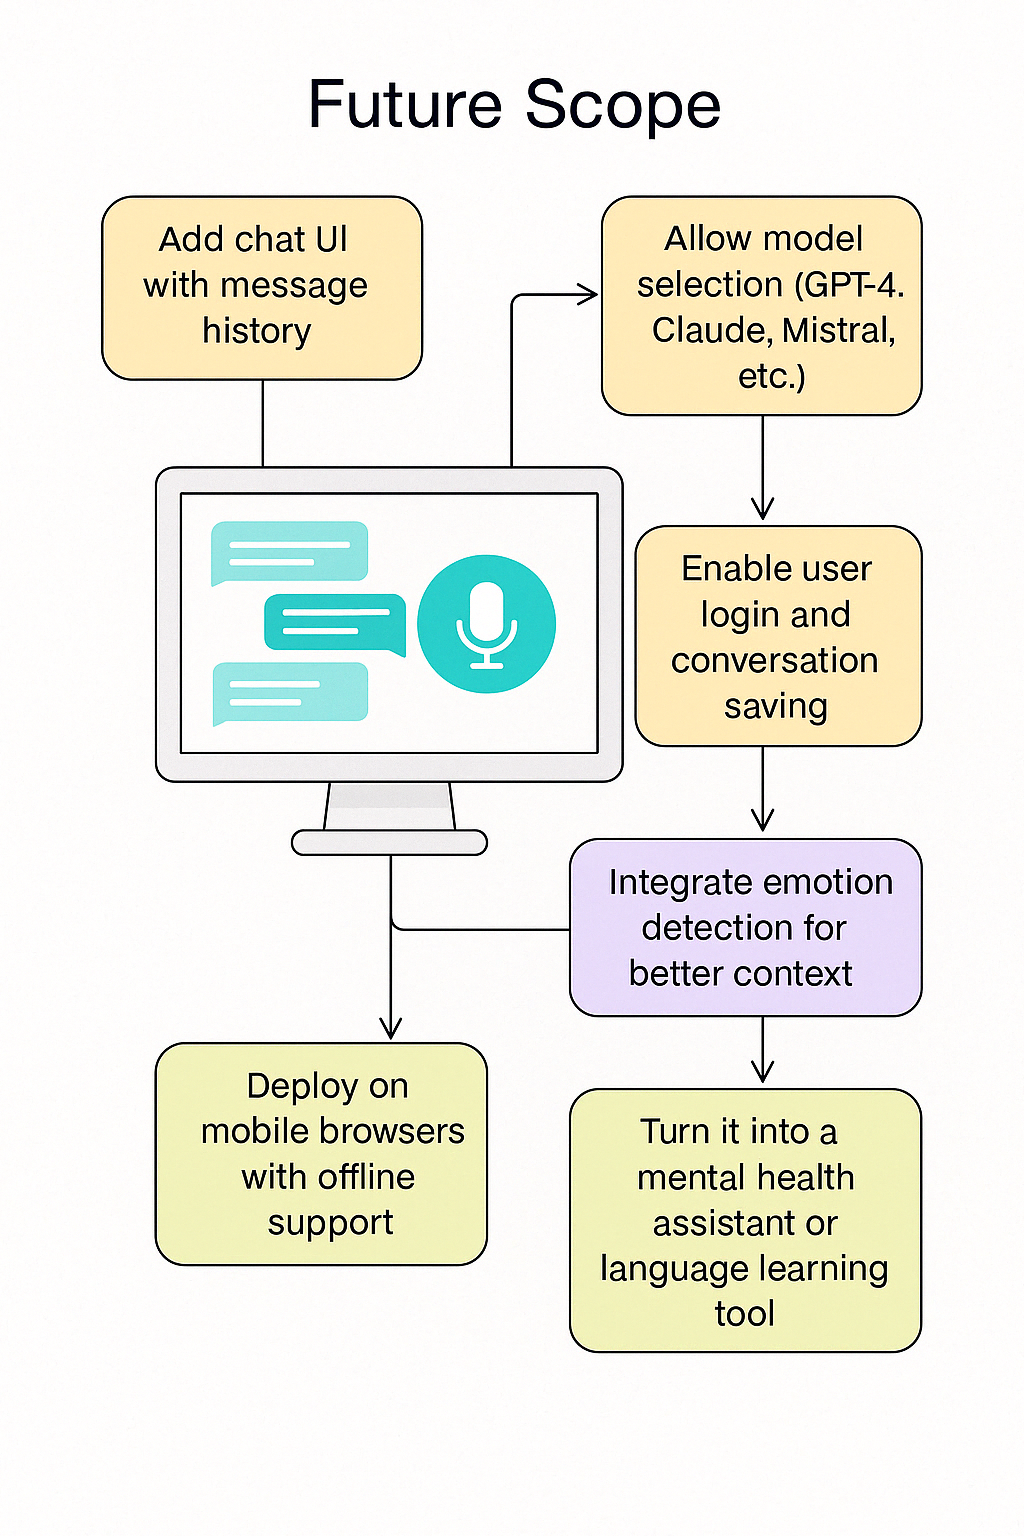 Future Scope
Add chat UI
with message
history
Allow model
selection (GPT-4.
Claude, Mistral,
etc.)
Enable user
login and
conversation
saving
Integrate emotion
detection for
better context
Deploy on
mobile browsers
with offline
support
Turn it into a
mental health
assistant or
language learning
tool